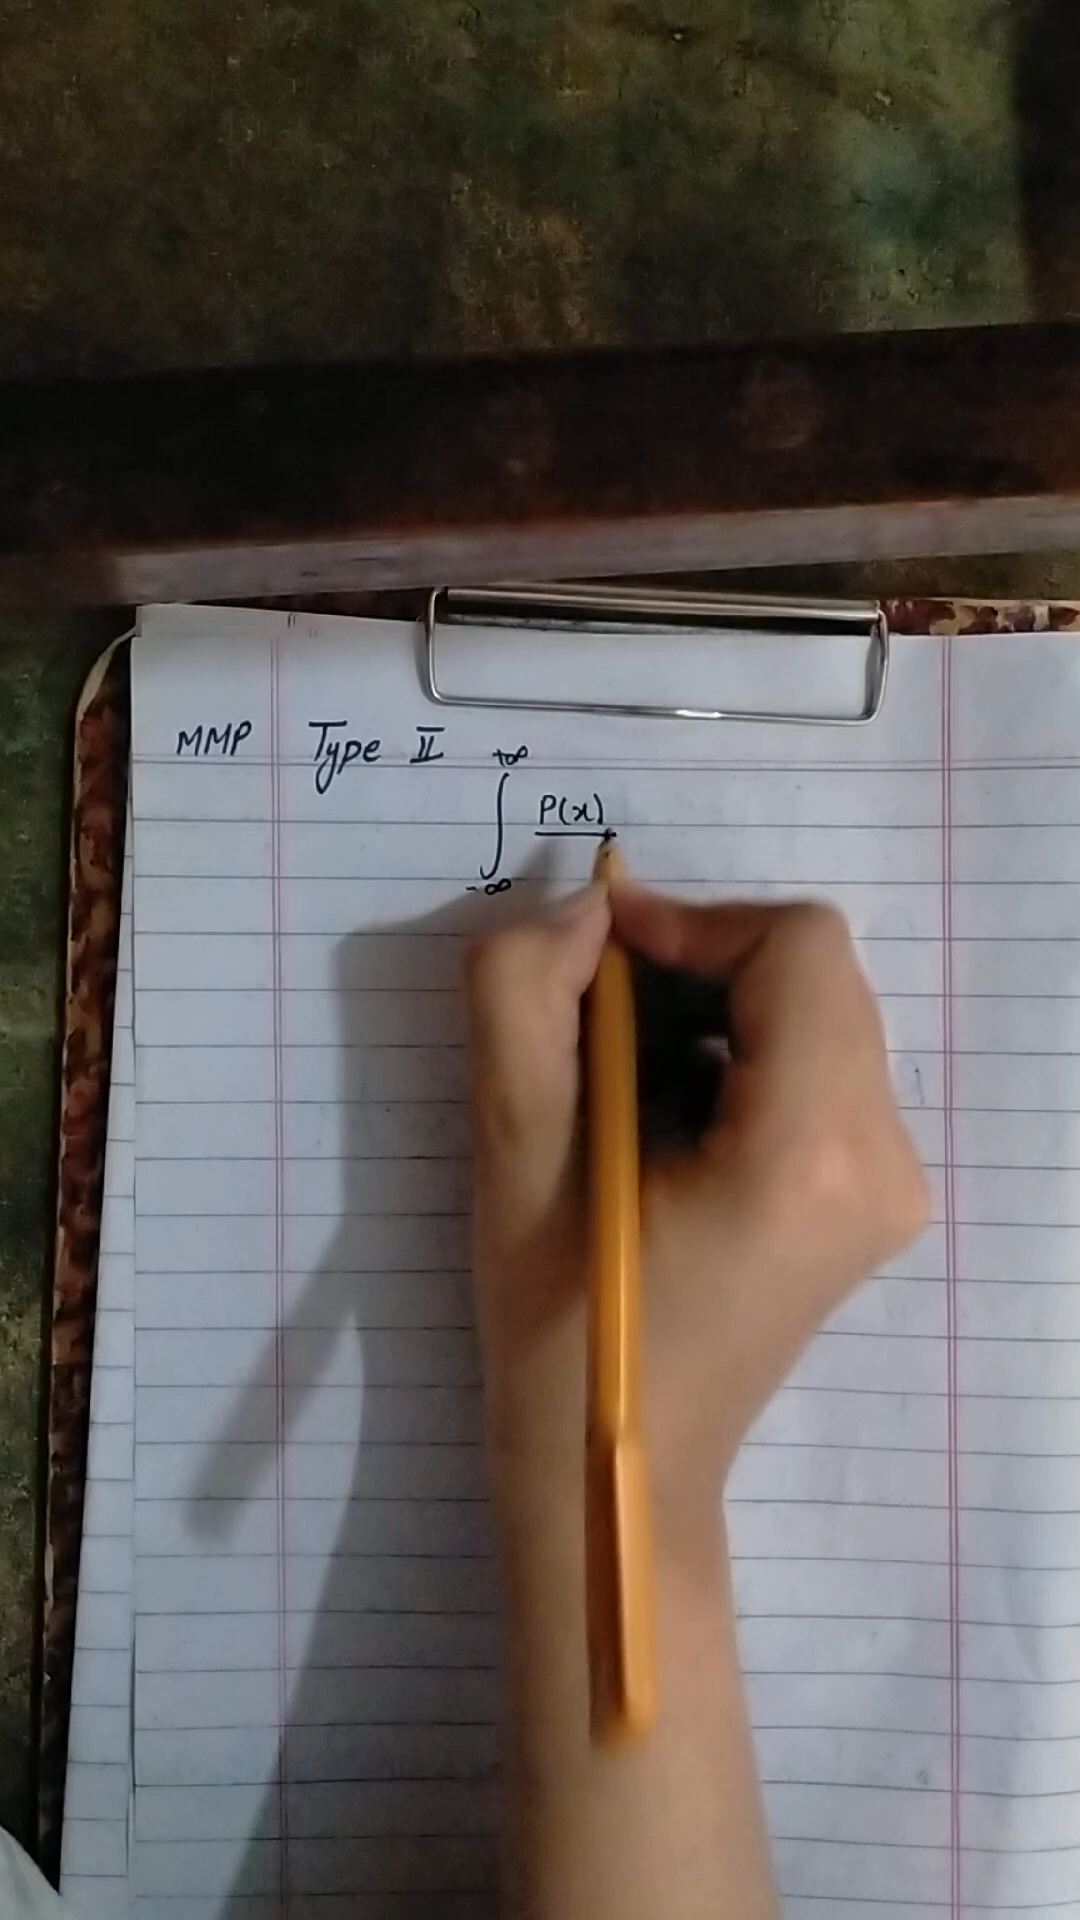 MMP Type II
+∞
∫ P(x)
-∞